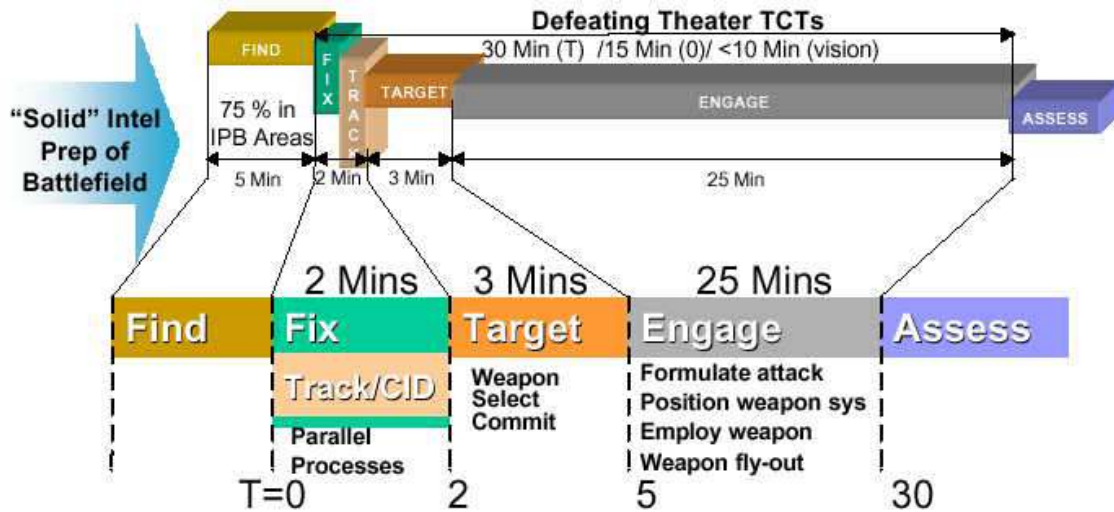 Defeating Theater TCTs
30 Min (T) /15 Min (0)/ <10 Min (vision)
FIND
FIX
TRACK
TARGET
ENGAGE
ASSESS
“Solid” Intel
Prep of
Battlefield
75 % in
IPB Areas
5 Min
2 Min
3 Min
25 Min
2 Mins
3 Mins
25 Mins
Find
Fix
Target
Engage
Assess
Track/CID
Parallel
Processes
Weapon
Select
Commit
Formulate attack
Position weapon sys
Employ weapon
Weapon fly-out
T=0
2
5
30